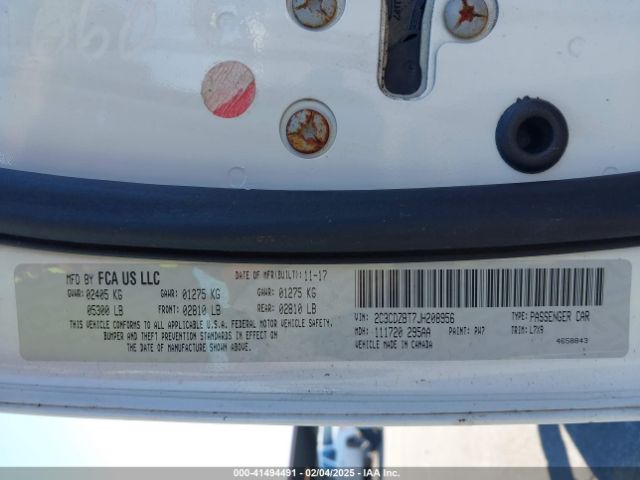 MFD BY FCA US LLC
DATE OF MFR(BUILT): 11-17
GVWR: 02405 KG
GAWR: 01275 KG
01275 KG
05300 LB
FRONT: 02810 LB
REAR: 02810 LB
THIS VEHICLE CONFORMS TO ALL APPLICABLE U.S.A. FEDERAL MOTOR VEHICLE SAFETY,
BUMPER AND THEFT PREVENTION STANDARDS IN EFFECT ON
THE DATE OF MANUFACTURE SHOWN ABOVE.
VIN: 2C3CDZBT7JH208956
TYPE: PASSENGER CAR
MDH: 111720 295AA
PAINT: PW7
TRIM: L7X9
VEHICLE MADE IN CANADA
4658843
000-41494491 - 02/04/2025 - IAA Inc.